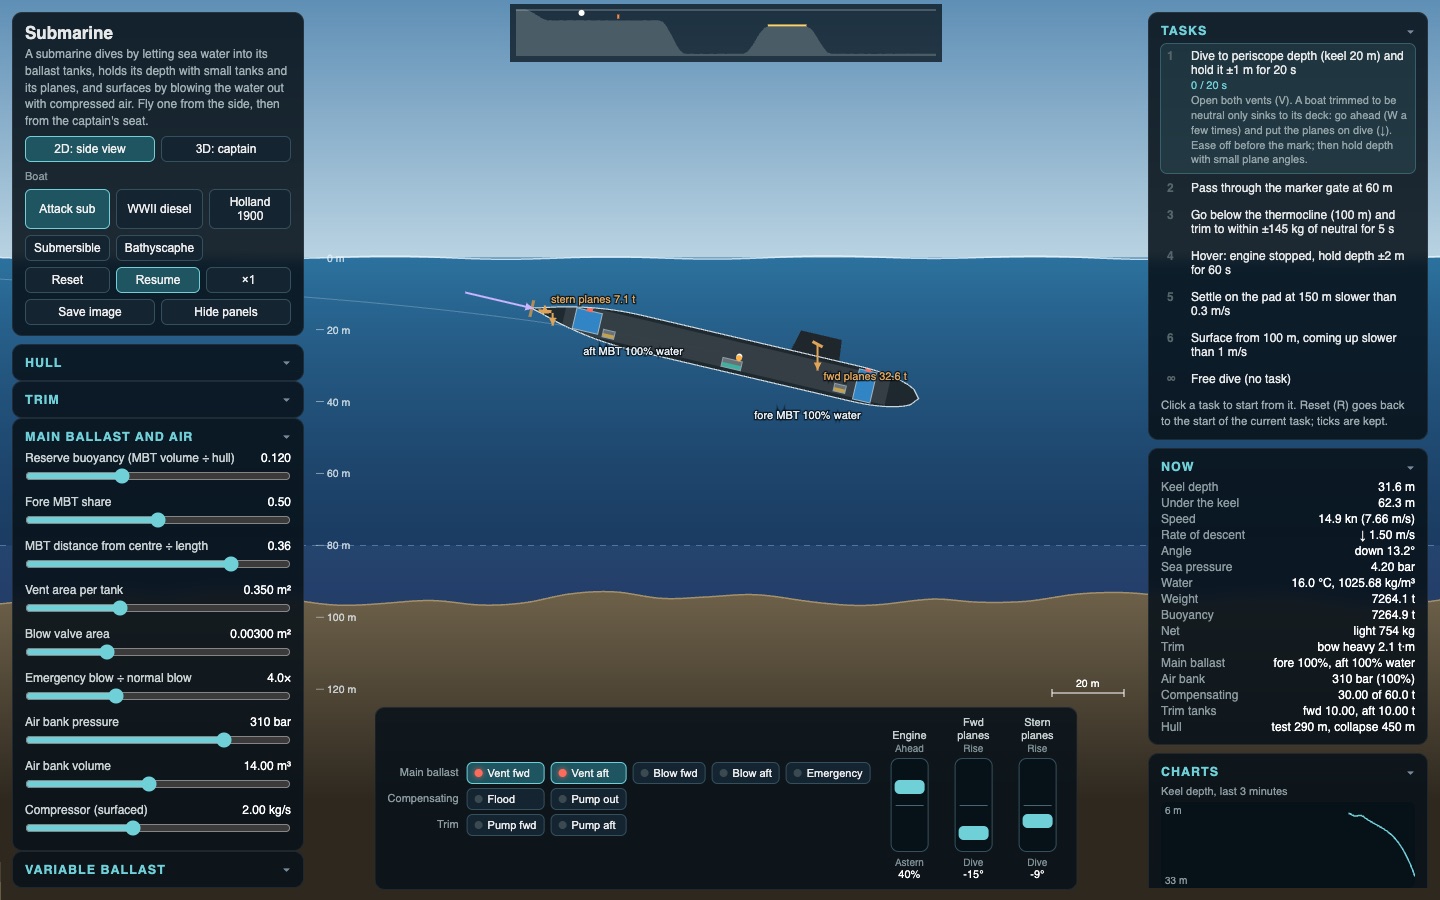 Submarine
A submarine dives by letting sea water into its
ballast tanks, holds its depth with small tanks and
its planes, and surfaces by blowing the water out
with compressed air. Fly one from the side, then
from the captain's seat.
2D: side view
3D: captain
Boat
Attack sub
WWII diesel
Holland
1900
Submersible
Bathyscaphe
Reset
Resume
×1
Save image
Hide panels
HULL
TRIM
MAIN BALLAST AND AIR
Reserve buoyancy (MBT volume ÷ hull) 0.120
Fore MBT share 0.50
MBT distance from centre ÷ length 0.36
Vent area per tank 0.350 m²
Blow valve area 0.00300 m²
Emergency blow ÷ normal blow 4.0×
Air bank pressure 310 bar
Air bank volume 14.00 m³
Compressor (surfaced) 2.00 kg/s
VARIABLE BALLAST
0 m
20 m
40 m
60 m
80 m
100 m
120 m
stern planes 7.1 t
aft MBT 100% water
fwd planes 32.6 t
fore MBT 100% water
20 m
Main ballast
Vent fwd
Vent aft
Blow fwd
Blow aft
Emergency
Compensating
Flood
Pump out
Trim
Pump fwd
Pump aft
Engine
Ahead
Astern
40%
Fwd
planes
Rise
Dive
-15°
Stern
planes
Rise
Dive
-9°
TASKS
1 Dive to periscope depth (keel 20 m) and
hold it ±1 m for 20 s
0 / 20 s
Open both vents (V). A boat trimmed to be
neutral only sinks to its deck: go ahead (W a
few times) and put the planes on dive (↓).
Ease off before the mark; then hold depth
with small plane angles.
2 Pass through the marker gate at 60 m
3 Go below the thermocline (100 m) and
trim to within ±145 kg of neutral for 5 s
4 Hover: engine stopped, hold depth ±2 m
for 60 s
5 Settle on the pad at 150 m slower than
0.3 m/s
6 Surface from 100 m, coming up slower
than 1 m/s
∞ Free dive (no task)
Click a task to start from it. Reset (R) goes back
to the start of the current task; ticks are kept.
NOW
Keel depth 31.6 m
Under the keel 62.3 m
Speed 14.9 kn (7.66 m/s)
Rate of descent ↓ 1.50 m/s
Angle down 13.2°
Sea pressure 4.20 bar
Water 16.0 °C, 1025.68 kg/m³
Weight 7264.1 t
Buoyancy 7264.9 t
Net light 754 kg
Trim bow heavy 2.1 t·m
Main ballast fore 100%, aft 100% water
Air bank 310 bar (100%)
Compensating 30.00 of 60.0 t
Trim tanks fwd 10.00, aft 10.00 t
Hull test 290 m, collapse 450 m
CHARTS
Keel depth, last 3 minutes
6 m
33 m